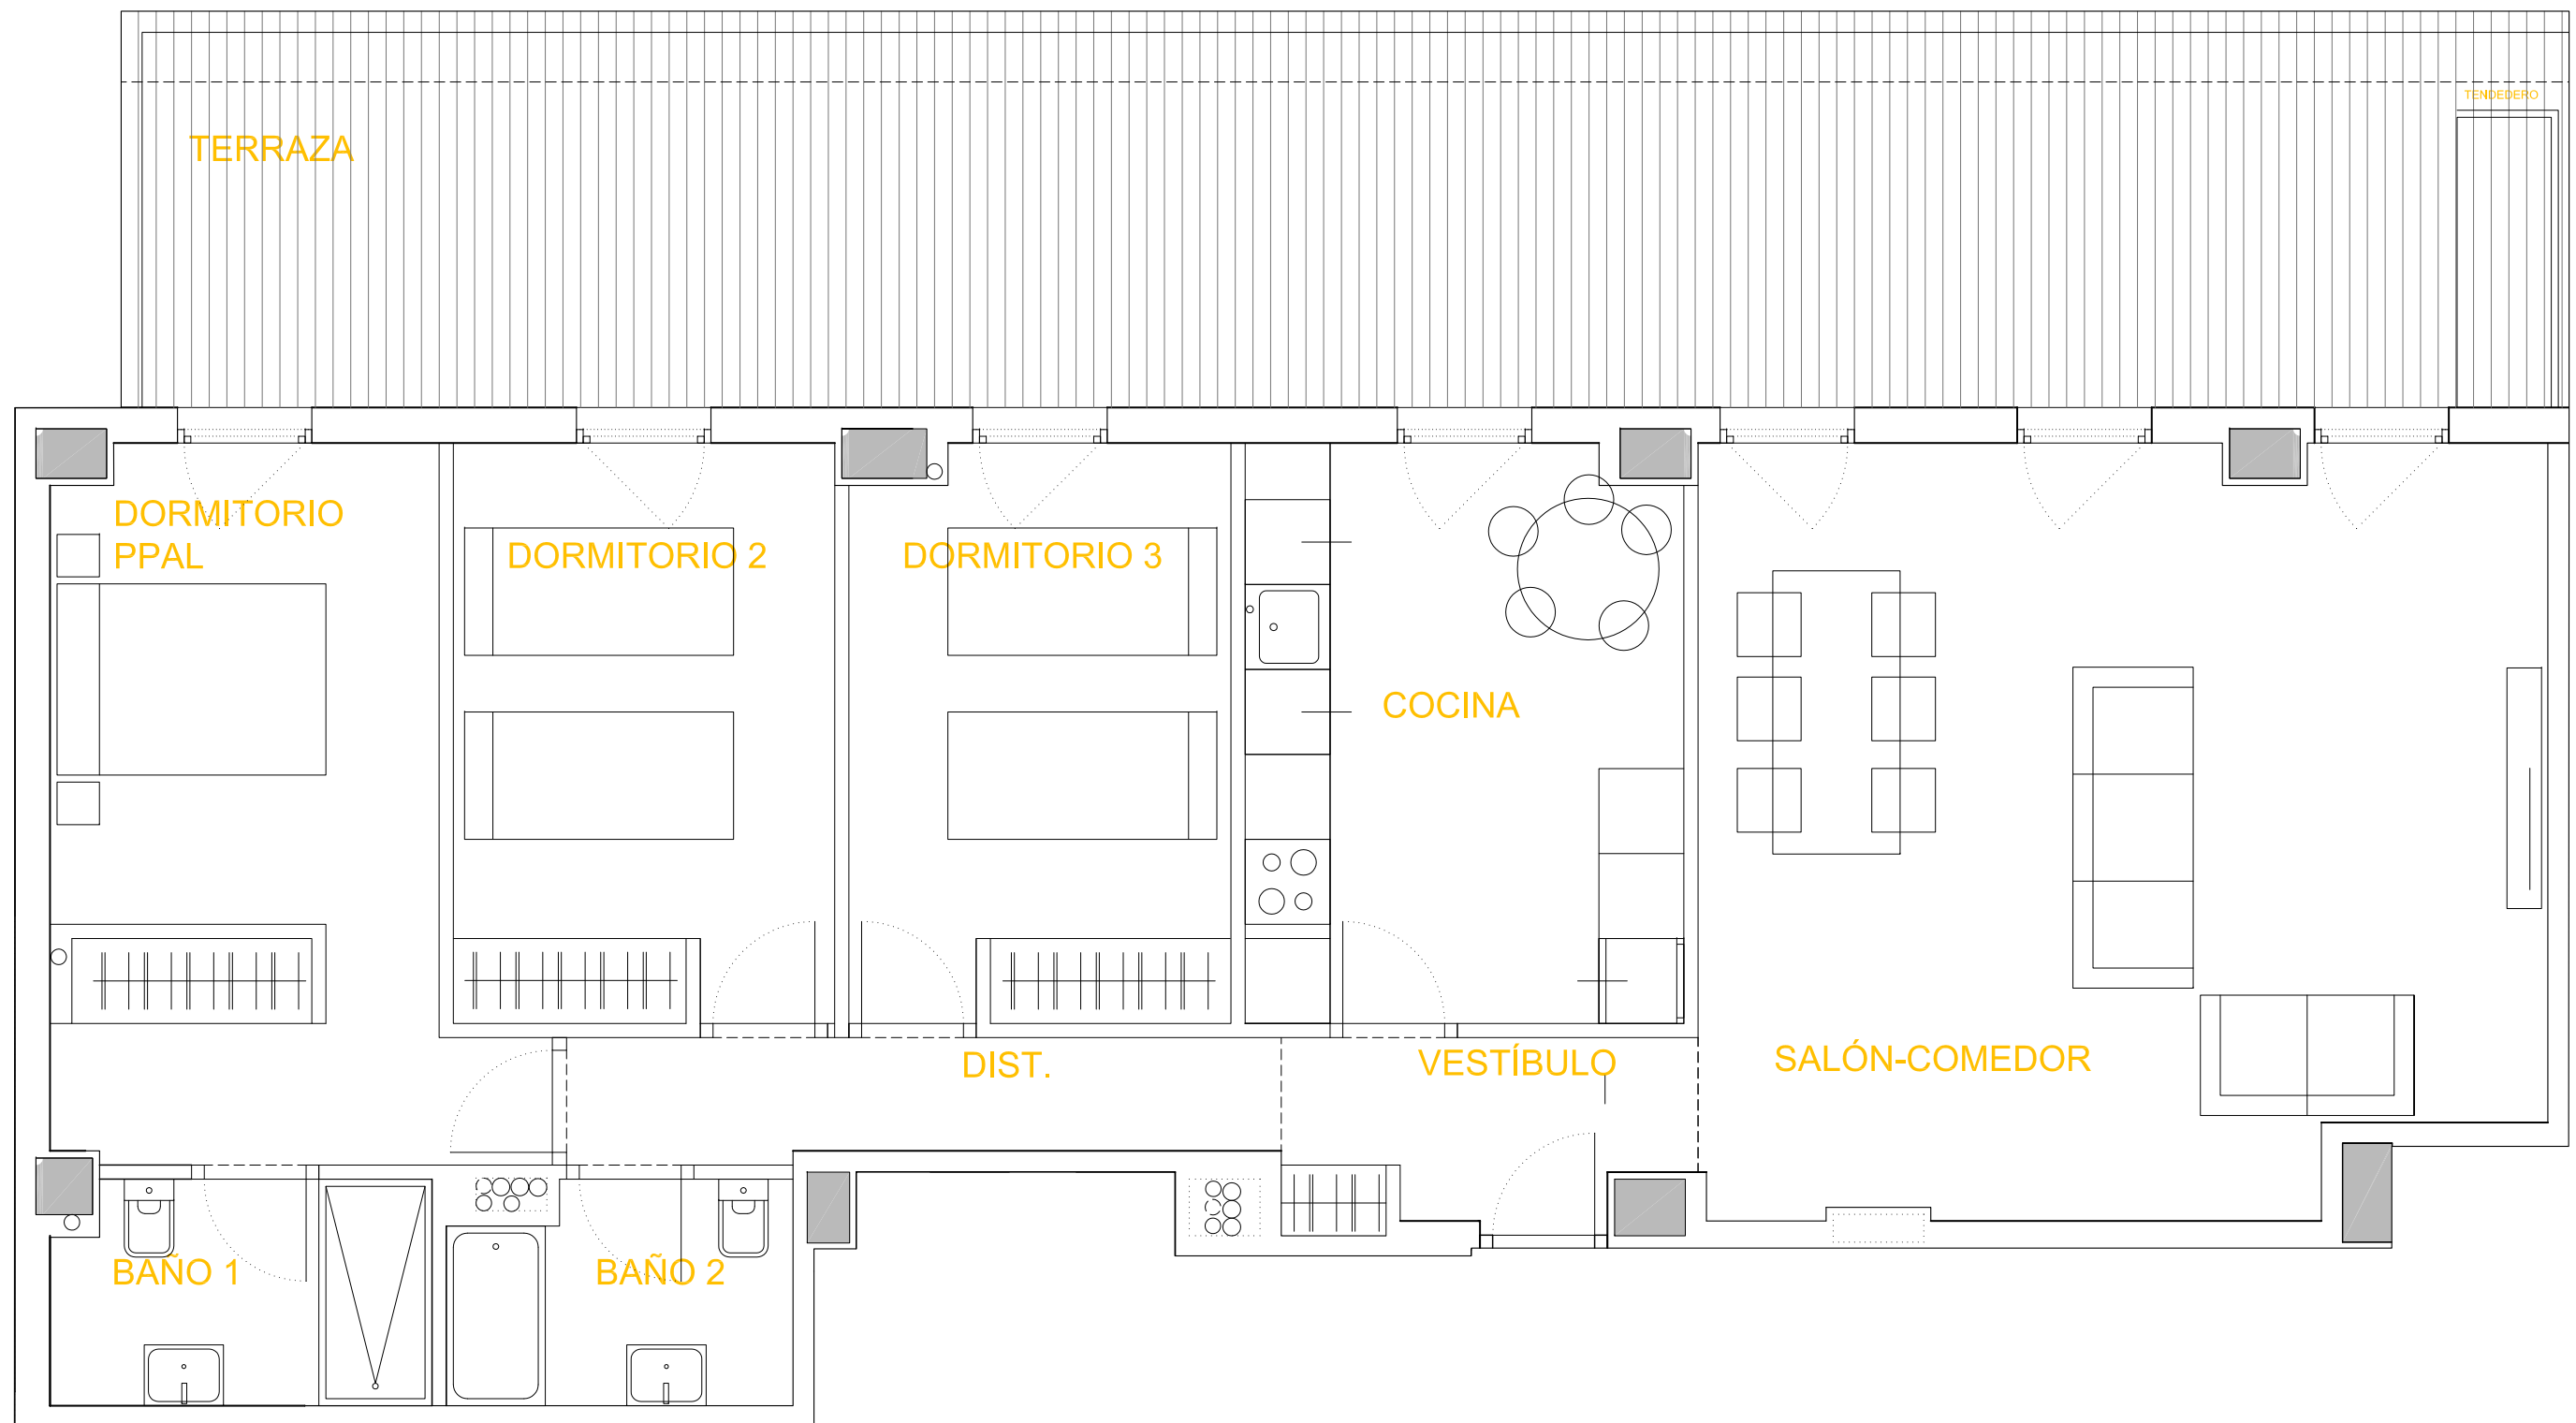 TENDEDERO
TERRAZA
DORMITORIO
PPAL
DORMITORIO 2
DORMITORIO 3
COCINA
DIST.
VESTÍBULO
SALÓN-COMEDOR
BAÑO 1
BAÑO 2